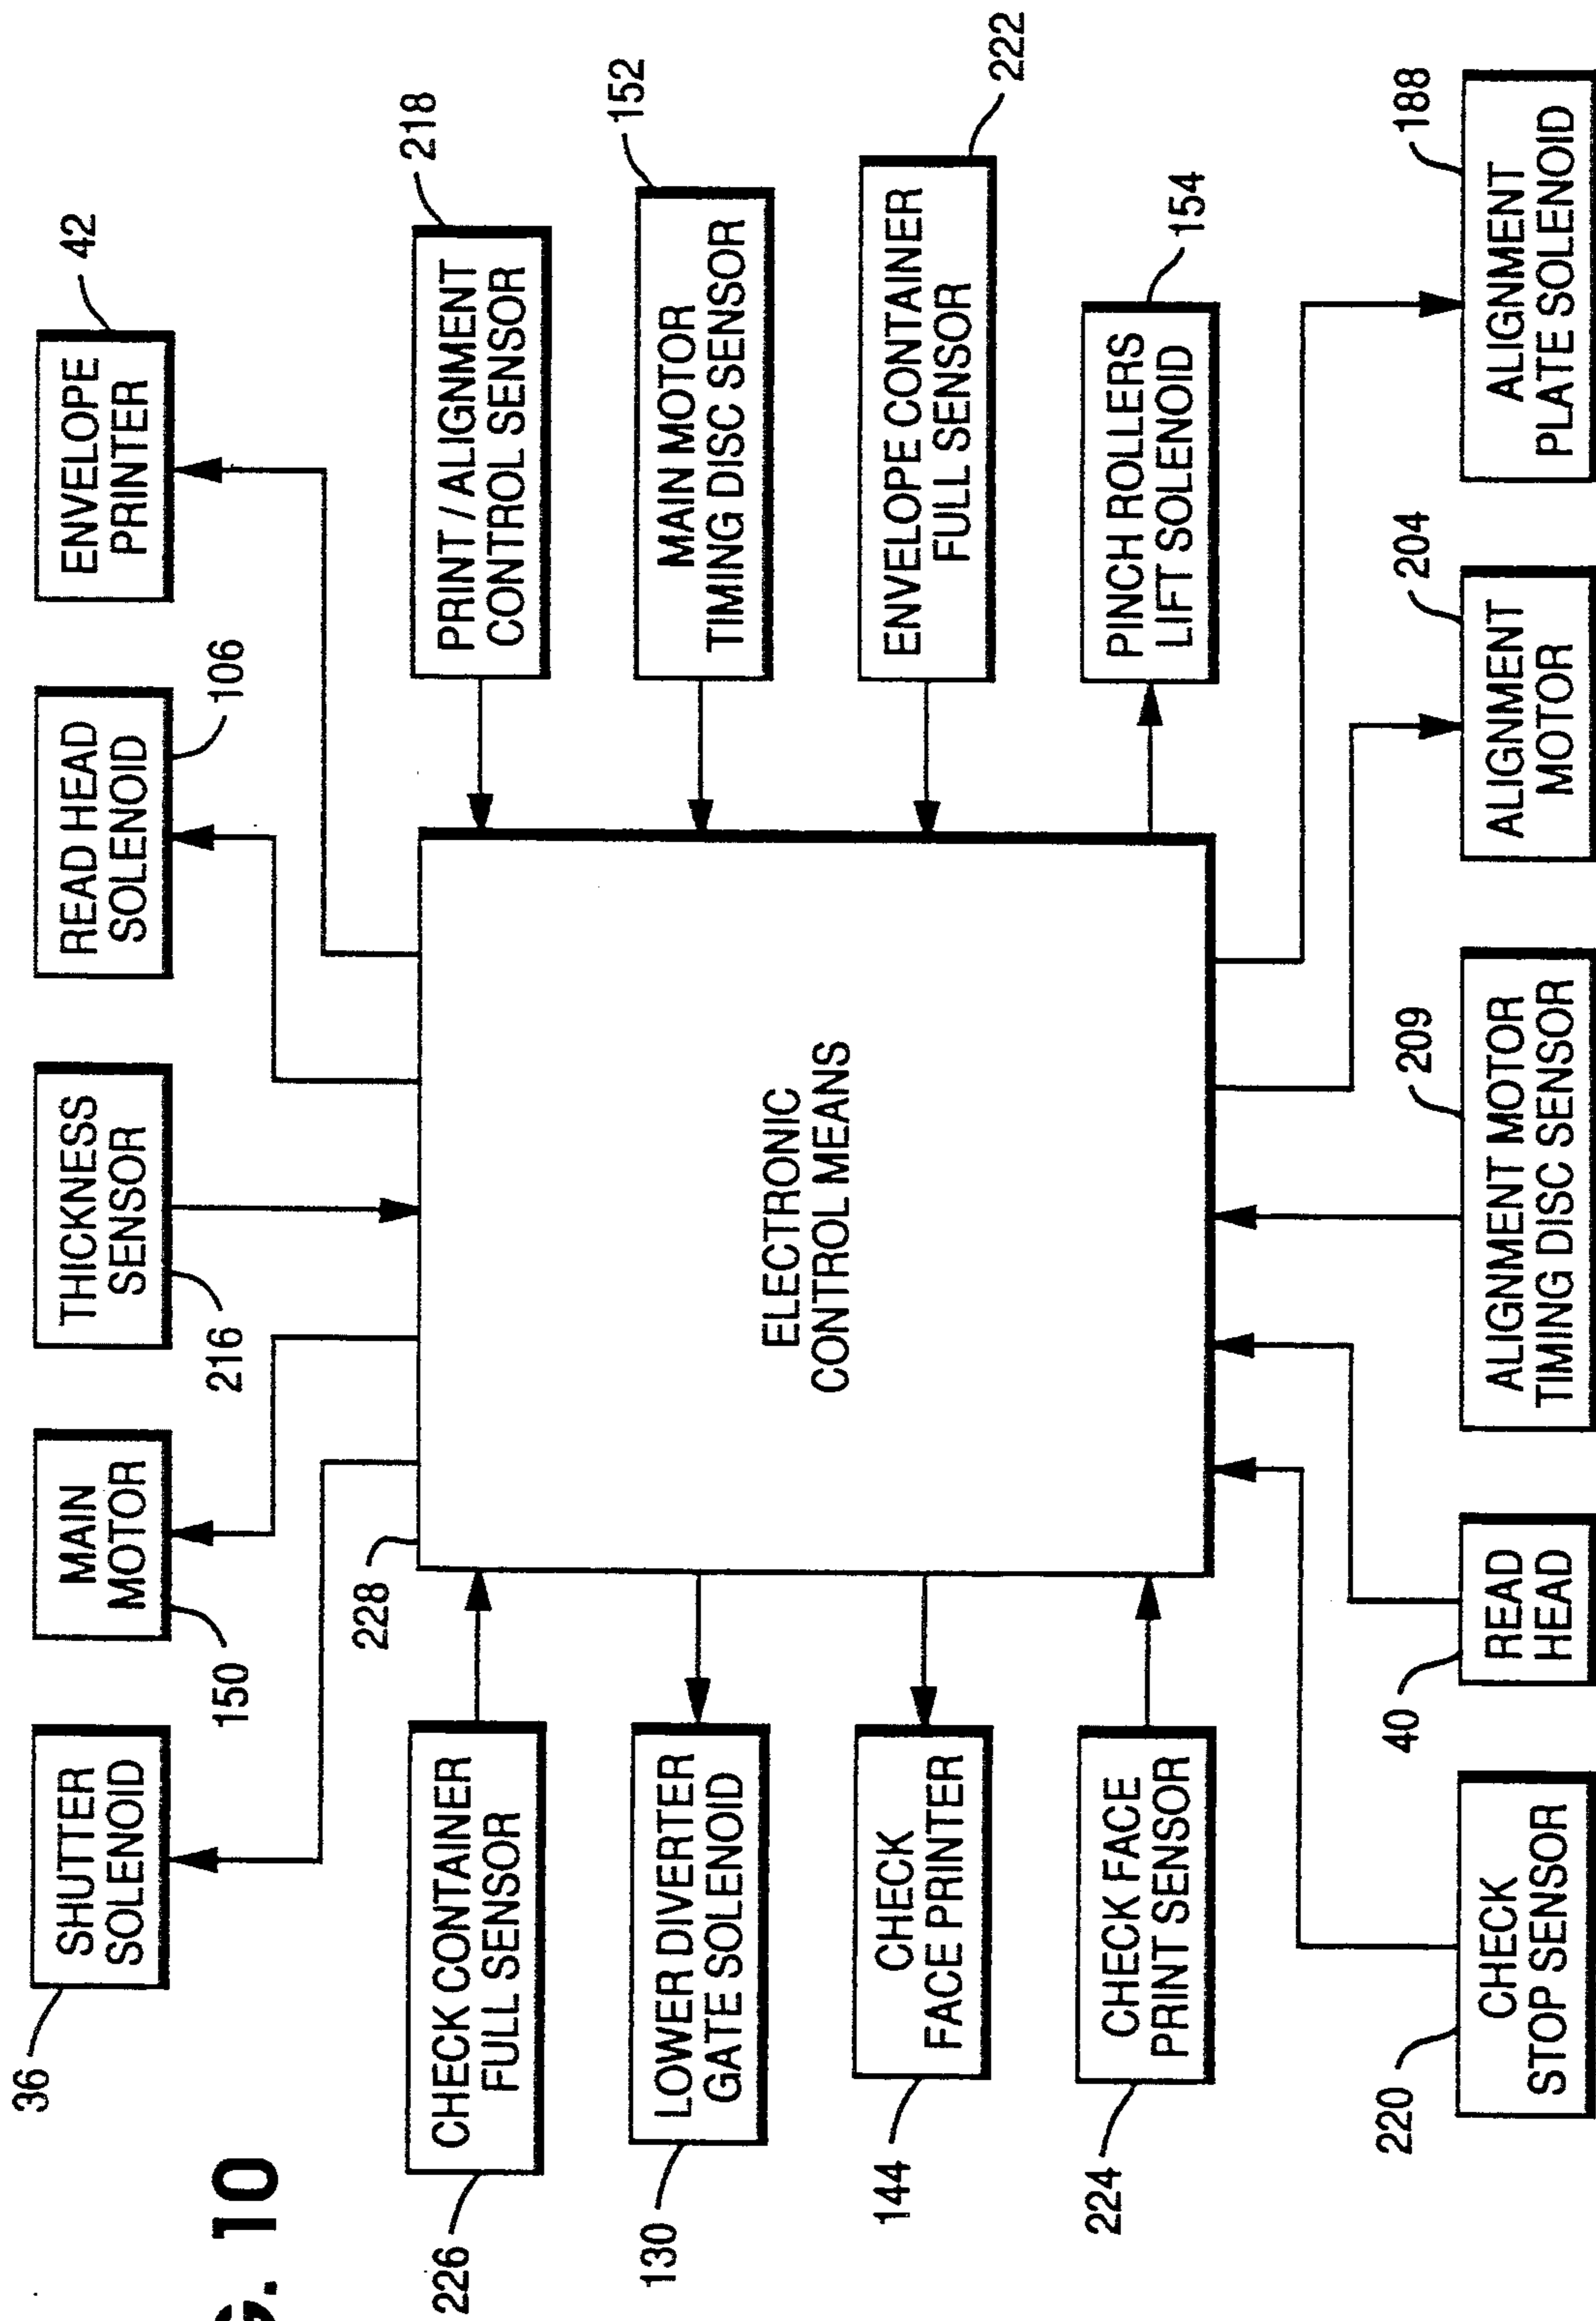 G. 10
36
SHUTTER
SOLENOID
MAIN
MOTOR
150
THICKNESS
SENSOR
216
READ HEAD
SOLENOID
106
ENVELOPE
PRINTER
42
228
ELECTRONIC
CONTROL MEANS
CHECK CONTAINER
FULL SENSOR
226
LOWER DIVERTER
GATE SOLENOID
130
CHECK
FACE PRINTER
144
CHECK FACE
PRINT SENSOR
224
PRINT / ALIGNMENT
CONTROL SENSOR
218
MAIN MOTOR
TIMING DISC SENSOR
152
ENVELOPE CONTAINER
FULL SENSOR
222
PINCH ROLLERS
LIFT SOLENOID
154
220
CHECK
STOP SENSOR
40
READ
HEAD
209
ALIGNMENT MOTOR
TIMING DISC SENSOR
204
ALIGNMENT
MOTOR
188
ALIGNMENT
PLATE SOLENOID